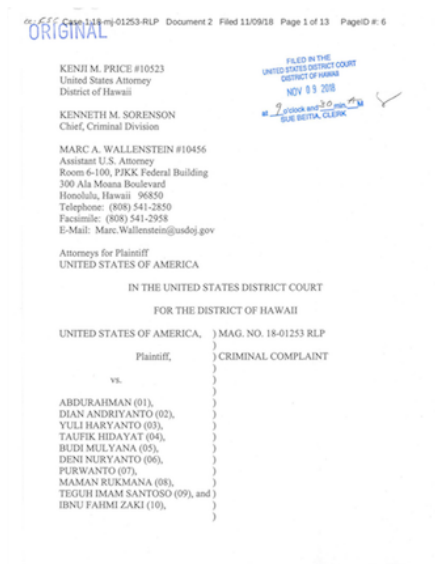 Case 1:18-mj-01253-RLP Document 2 Filed 11/09/18 Page 1 of 13 PageID #: 6
ORIGINAL
KENJI M. PRICE #10523
United States Attorney
District of Hawaii
KENNETH M. SORENSON
Chief, Criminal Division
MARC A. WALLENSTEIN #10456
Assistant U.S. Attorney
Room 6-100, PJKK Federal Building
300 Ala Moana Boulevard
Honolulu, Hawaii 96850
Telephone: (808) 541-2850
Facsimile: (808) 541-2958
E-Mail: Marc.Wallenstein@usdoj.gov
Attorneys for Plaintiff
UNITED STATES OF AMERICA
FILED IN THE
UNITED STATES DISTRICT COURT
DISTRICT OF HAWAII
NOV 09 2018
at 9 o'clock and 30 min. A M
SUE BEITIA, CLERK
IN THE UNITED STATES DISTRICT COURT
FOR THE DISTRICT OF HAWAII
UNITED STATES OF AMERICA, ) MAG. NO. 18-01253 RLP
)
Plaintiff, ) CRIMINAL COMPLAINT
)
vs. )
)
ABDURAHMAN (01), )
DIAN ANDRIYANTO (02), )
YULI HARYANTO (03), )
TAUFIK HIDAYAT (04), )
BUDI MULYANA (05), )
DENI NURYANTO (06), )
PURWANTO (07), )
MAMAN RUKMANA (08), )
TEGUH IMAM SANTOSO (09), and )
IBNU FAHMI ZAKI (10), )
)